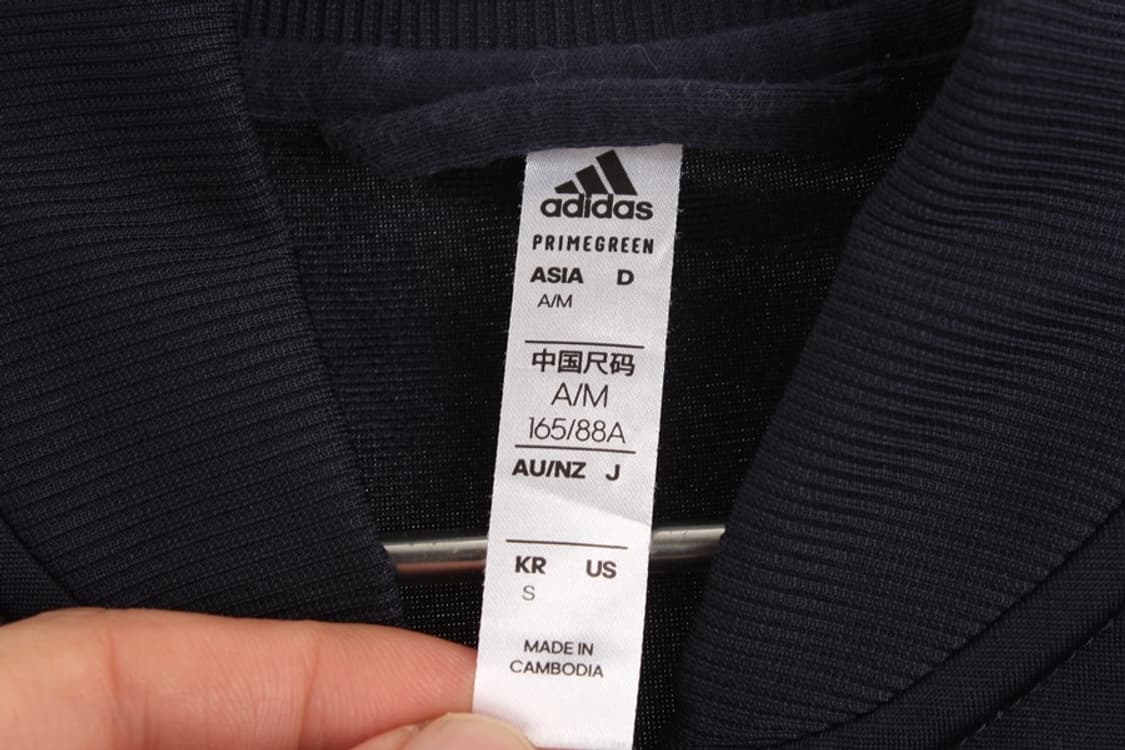 adidas
PRIMEGREEN
ASIA D
A/M
中国尺码
A/M
165/88A
AU/NZ J
KR US
S
MADE IN
CAMBODIA